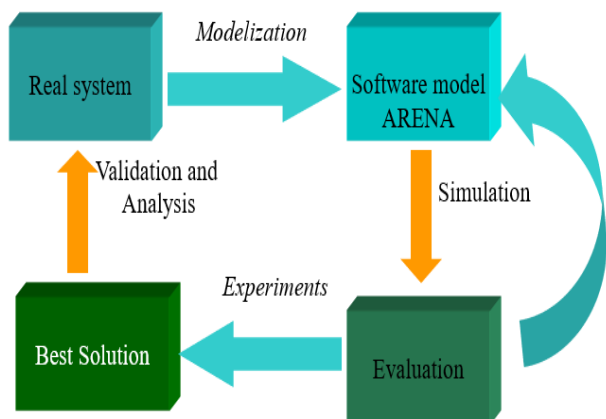 Modelization
Real system
Software model
ARENA
Validation and
Analysis
Simulation
Experiments
Best Solution
Evaluation